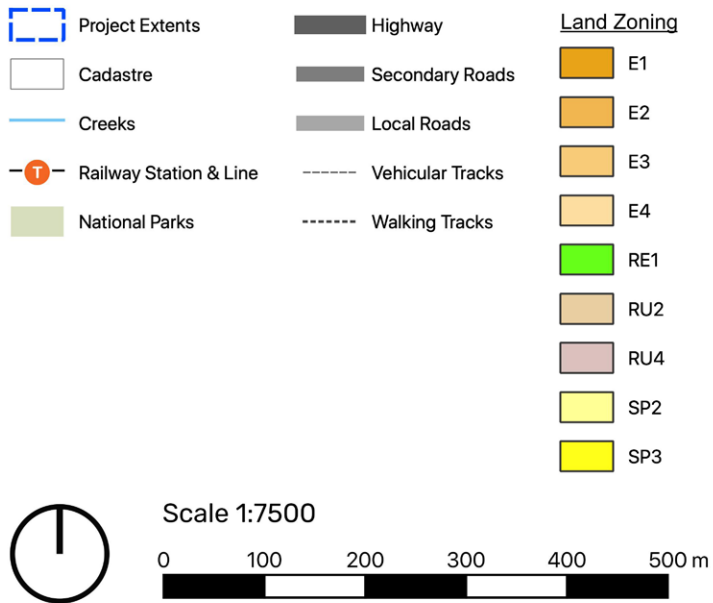 Project Extents
Cadastre
Creeks
T
Railway Station & Line
National Parks
Highway
Secondary Roads
Local Roads
Vehicular Tracks
Walking Tracks
Land Zoning
E1
E2
E3
E4
RE1
RU2
RU4
SP2
SP3
Scale 1:7500
0 100 200 300 400 500 m